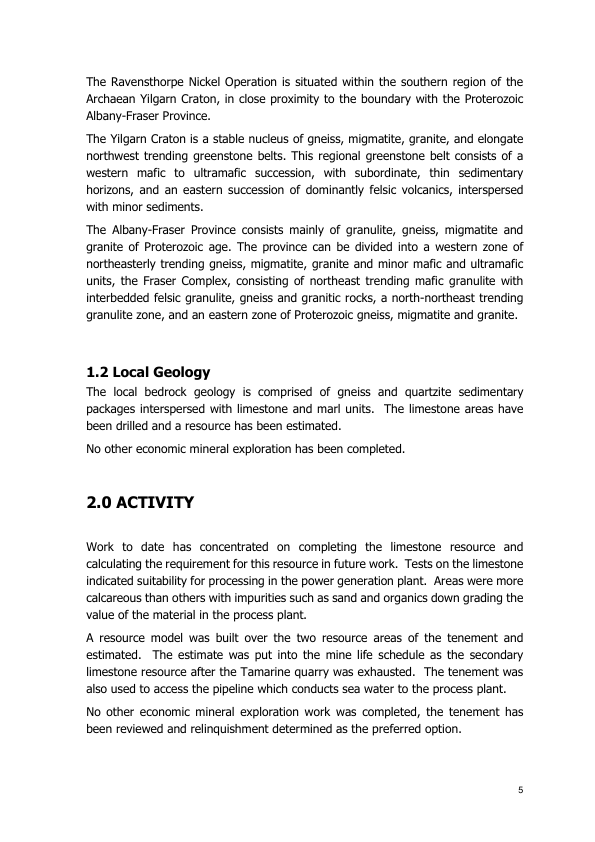 The Ravensthorpe Nickel Operation is situated within the southern region of the
Archaean Yilgarn Craton, in close proximity to the boundary with the Proterozoic
Albany-Fraser Province.
The Yilgarn Craton is a stable nucleus of gneiss, migmatite, granite, and elongate
northwest trending greenstone belts. This regional greenstone belt consists of a
western mafic to ultramafic succession, with subordinate, thin sedimentary
horizons, and an eastern succession of dominantly felsic volcanics, interspersed
with minor sediments.
The Albany-Fraser Province consists mainly of granulite, gneiss, migmatite and
granite of Proterozoic age. The province can be divided into a western zone of
northeasterly trending gneiss, migmatite, granite and minor mafic and ultramafic
units, the Fraser Complex, consisting of northeast trending mafic granulite with
interbedded felsic granulite, gneiss and granitic rocks, a north-northeast trending
granulite zone, and an eastern zone of Proterozoic gneiss, migmatite and granite.
1.2 Local Geology
The local bedrock geology is comprised of gneiss and quartzite sedimentary
packages interspersed with limestone and marl units.  The limestone areas have
been drilled and a resource has been estimated.
No other economic mineral exploration has been completed.
2.0 ACTIVITY
Work to date has concentrated on completing the limestone resource and
calculating the requirement for this resource in future work.  Tests on the limestone
indicated suitability for processing in the power generation plant.  Areas were more
calcareous than others with impurities such as sand and organics down grading the
value of the material in the process plant.
A resource model was built over the two resource areas of the tenement and
estimated.  The estimate was put into the mine life schedule as the secondary
limestone resource after the Tamarine quarry was exhausted.  The tenement was
also used to access the pipeline which conducts sea water to the process plant.
No other economic mineral exploration work was completed, the tenement has
been reviewed and relinquishment determined as the preferred option.
5